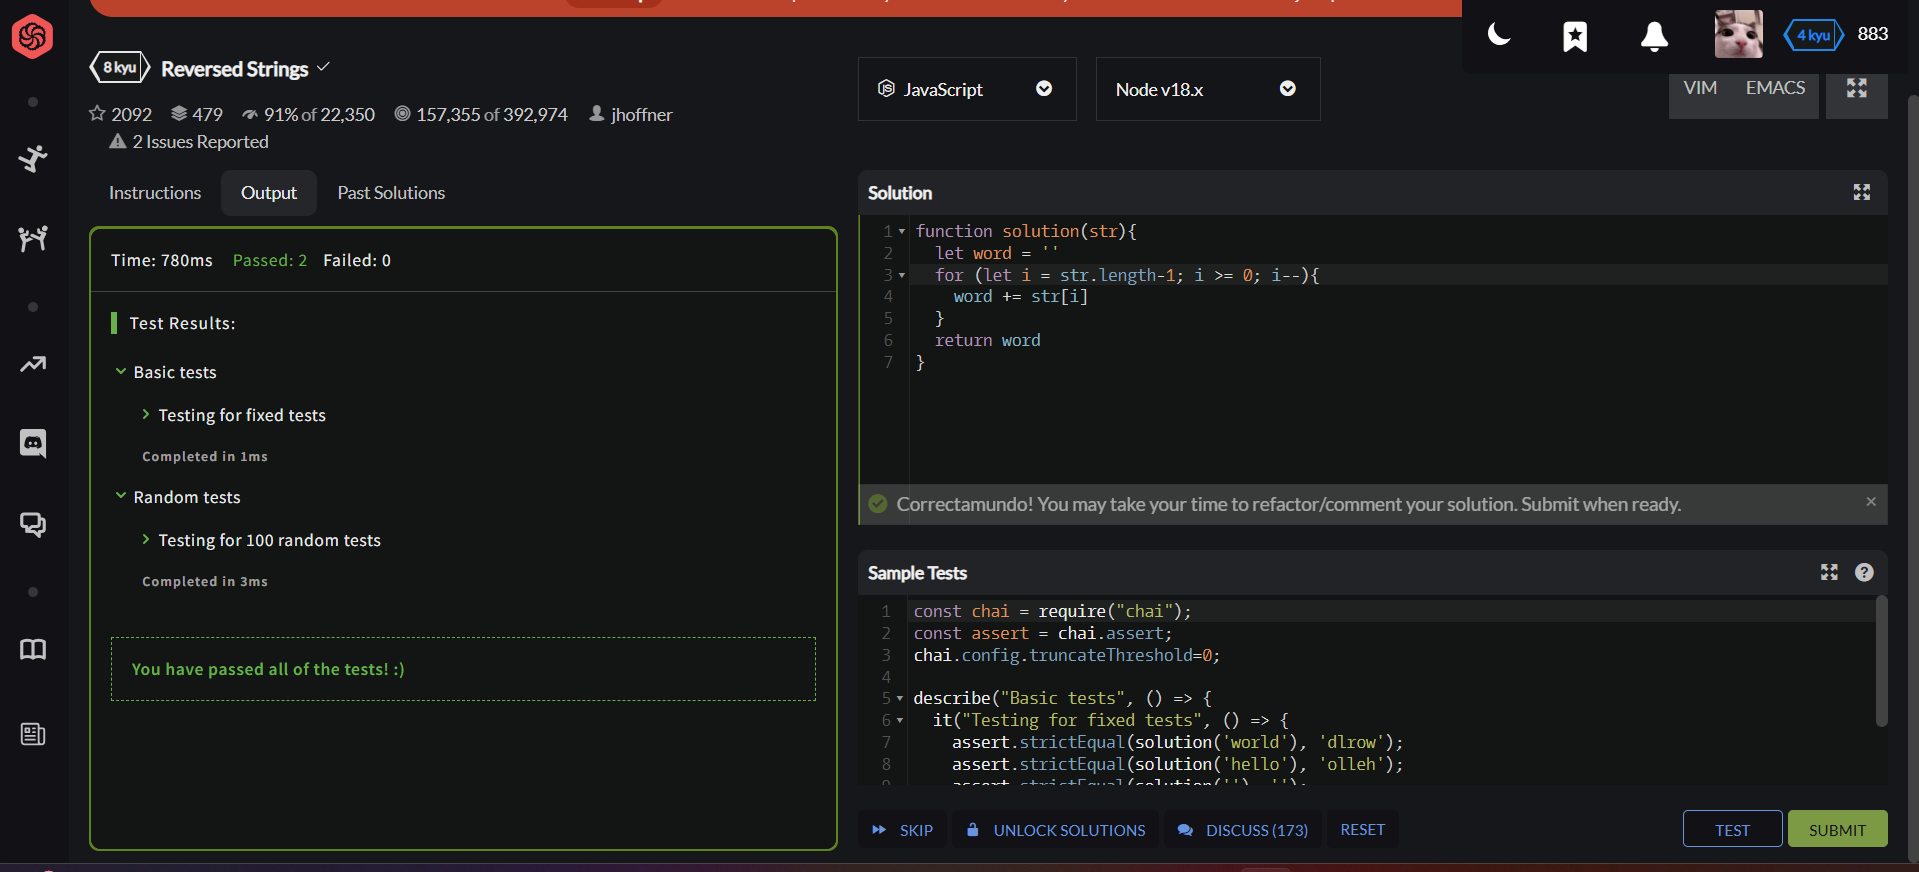 4 kyu
883
8 kyu
Reversed Strings
2092
479
91% of 22,350
157,355 of 392,974
jhoffner
2 Issues Reported
JavaScript
Node v18.x
VIM
EMACS
Instructions
Output
Past Solutions
Time: 780ms Passed: 2 Failed: 0
Test Results:
Basic tests
Testing for fixed tests
Completed in 1ms
Random tests
Testing for 100 random tests
Completed in 3ms
You have passed all of the tests! :)
Solution
1 function solution(str){
2 let word = ''
3 for (let i = str.length-1; i >= 0; i--){
4 word += str[i]
5 }
6 return word
7 }
Correctamundo! You may take your time to refactor/comment your solution. Submit when ready.
×
Sample Tests
?
1 const chai = require("chai");
2 const assert = chai.assert;
3 chai.config.truncateThreshold=0;
4
5 describe("Basic tests", () => {
6 it("Testing for fixed tests", () => {
7 assert.strictEqual(solution('world'), 'dlrow');
8 assert.strictEqual(solution('hello'), 'olleh');
9 assert.strictEqual(solution(''), '');
SKIP
UNLOCK SOLUTIONS
DISCUSS (173)
RESET
TEST
SUBMIT